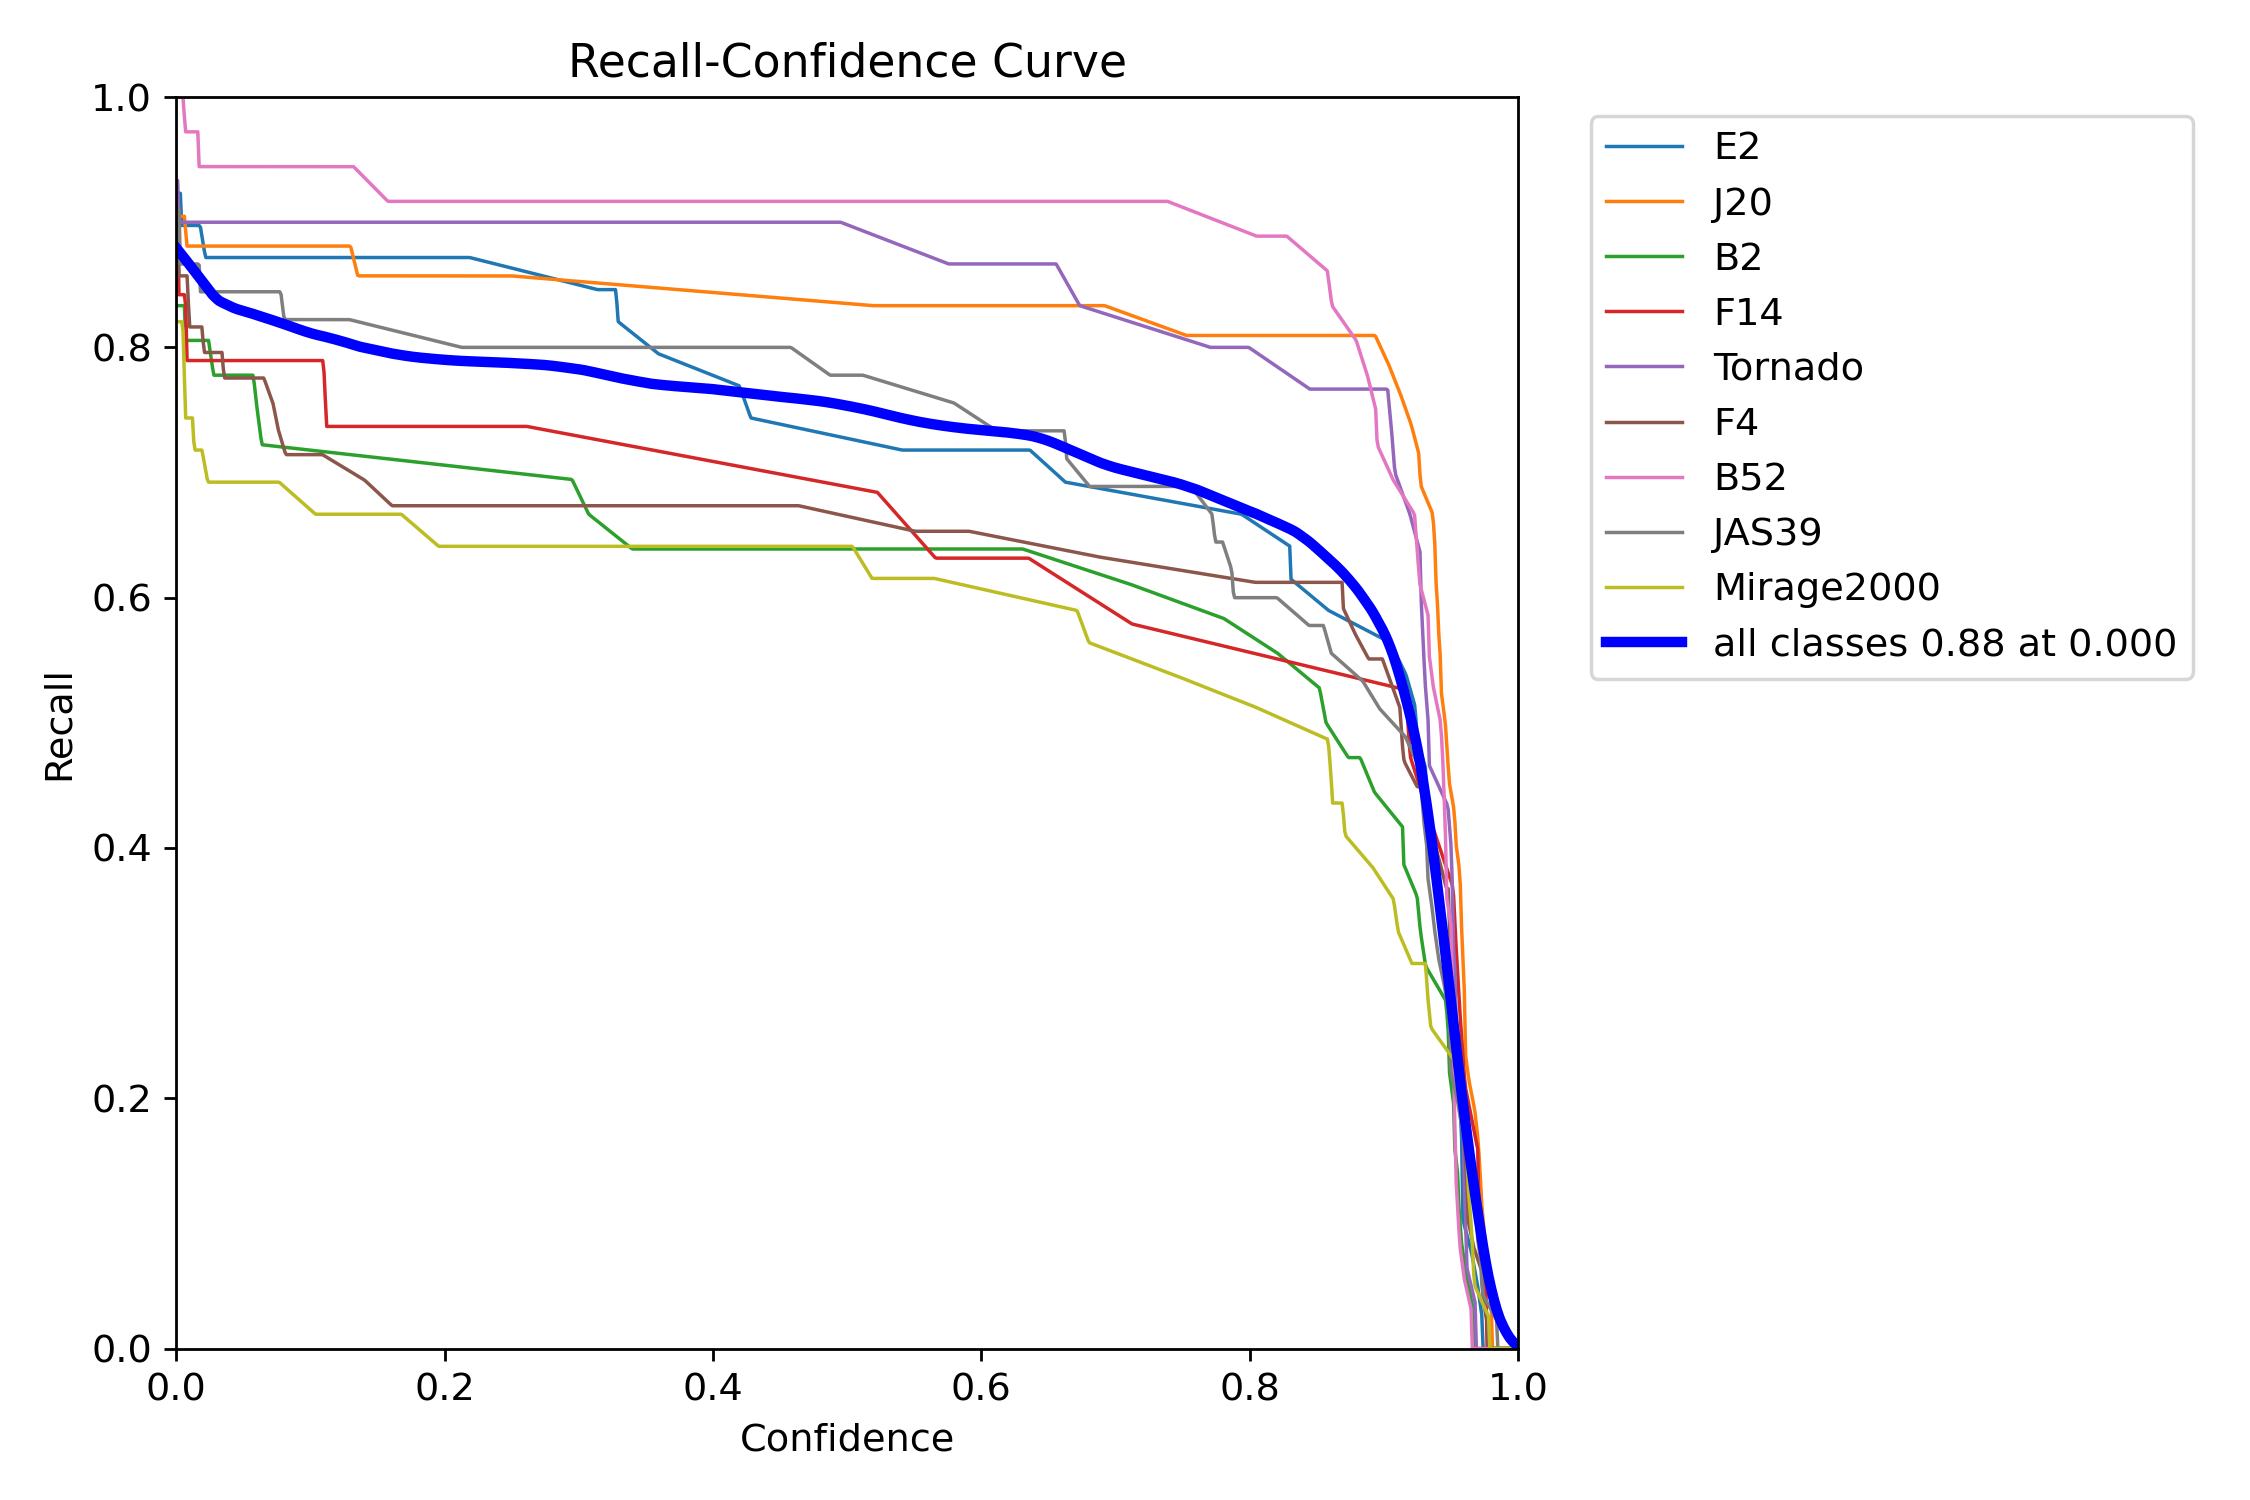 Recall-Confidence Curve
1.0
0.8
0.6
0.4
0.2
0.0
Recall
0.0 0.2 0.4 0.6 0.8 1.0
Confidence
E2
J20
B2
F14
Tornado
F4
B52
JAS39
Mirage2000
all classes 0.88 at 0.000